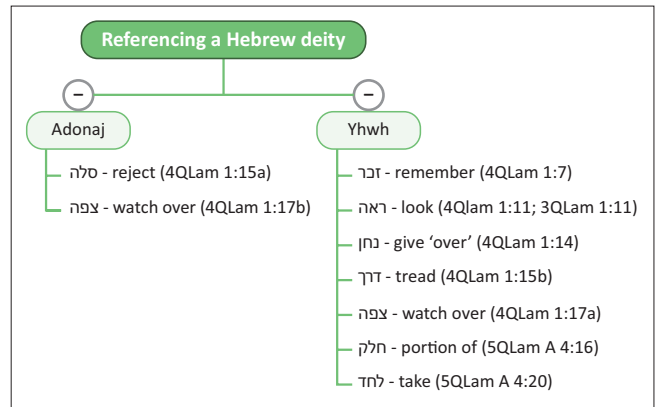 Referencing a Hebrew deity
Adonaj
סלה - reject (4QLam 1:15a)
צפה - watch over (4QLam 1:17b)
Yhwh
זבר - remember (4QLam 1:7)
ראה - look (4Qlam 1:11; 3QLam 1:11)
נחן - give ‘over’ (4QLam 1:14)
דרך - tread (4QLam 1:15b)
צפה - watch over (4QLam 1:17a)
חלק - portion of (5QLam A 4:16)
לחד - take (5QLam A 4:20)